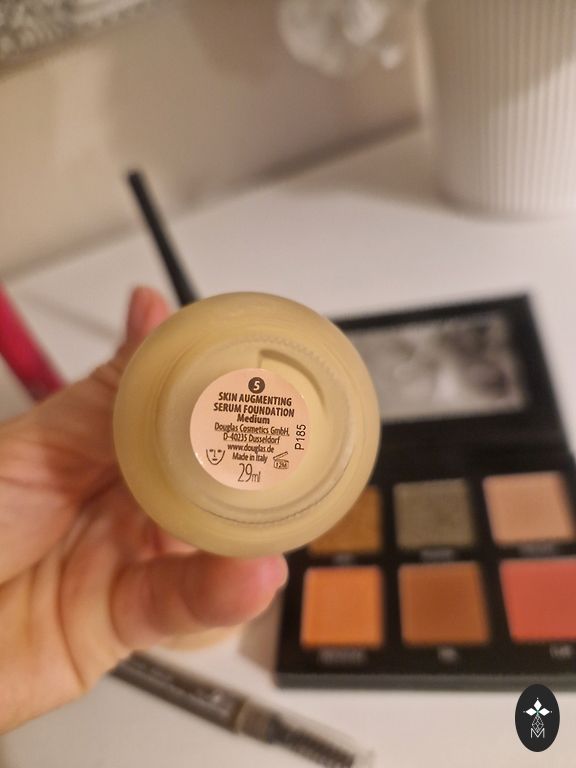 5
SKIN AUGMENTING
SERUM FOUNDATION
Medium
Douglas Cosmetics GmbH,
D-40235 Dusseldorf
www.douglas.de
Made in Italy
29ml
12M
P185
M